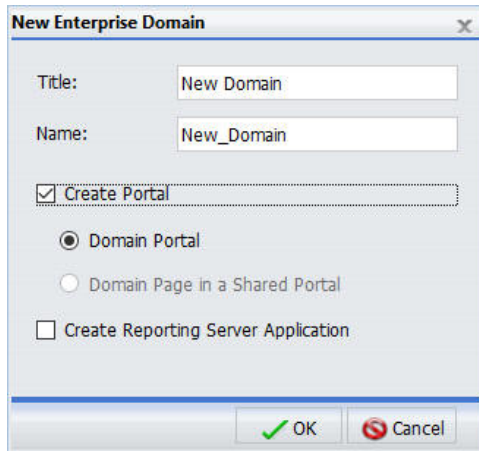 New Enterprise Domain
Title: New Domain
Name: New_Domain
Create Portal
Domain Portal
Domain Page in a Shared Portal
Create Reporting Server Application
OK Cancel